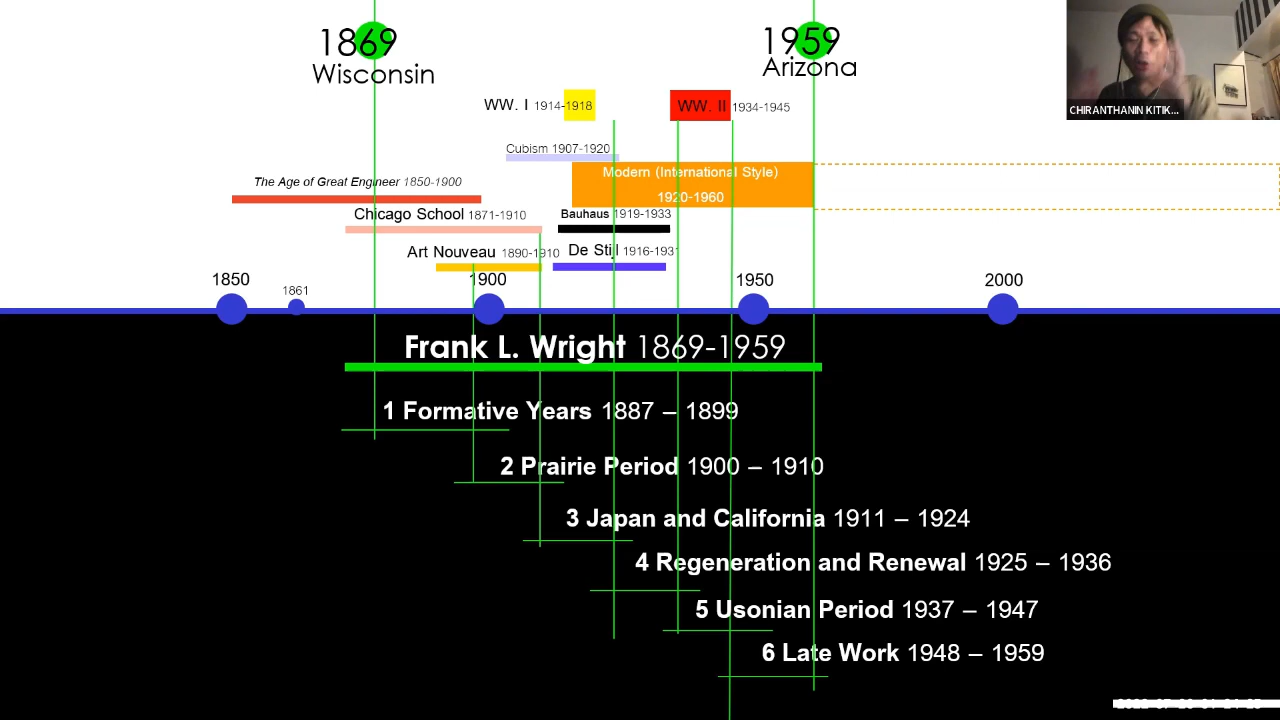 1869
Wisconsin
1959
Arizona
CHIRANTHANIN KITIK...
WW. I 1914-1918
WW. II 1934-1945
Cubism 1907-1920
Modern (International Style)
1920-1960
The Age of Great Engineer 1850-1900
Chicago School 1871-1910
Bauhaus 1919-1933
Art Nouveau 1890-1910
De Stijl 1916-1931
1850
1861
1900
1950
2000
Frank L. Wright 1869-1959
1 Formative Years 1887 – 1899
2 Prairie Period 1900 – 1910
3 Japan and California 1911 – 1924
4 Regeneration and Renewal 1925 – 1936
5 Usonian Period 1937 – 1947
6 Late Work 1948 – 1959